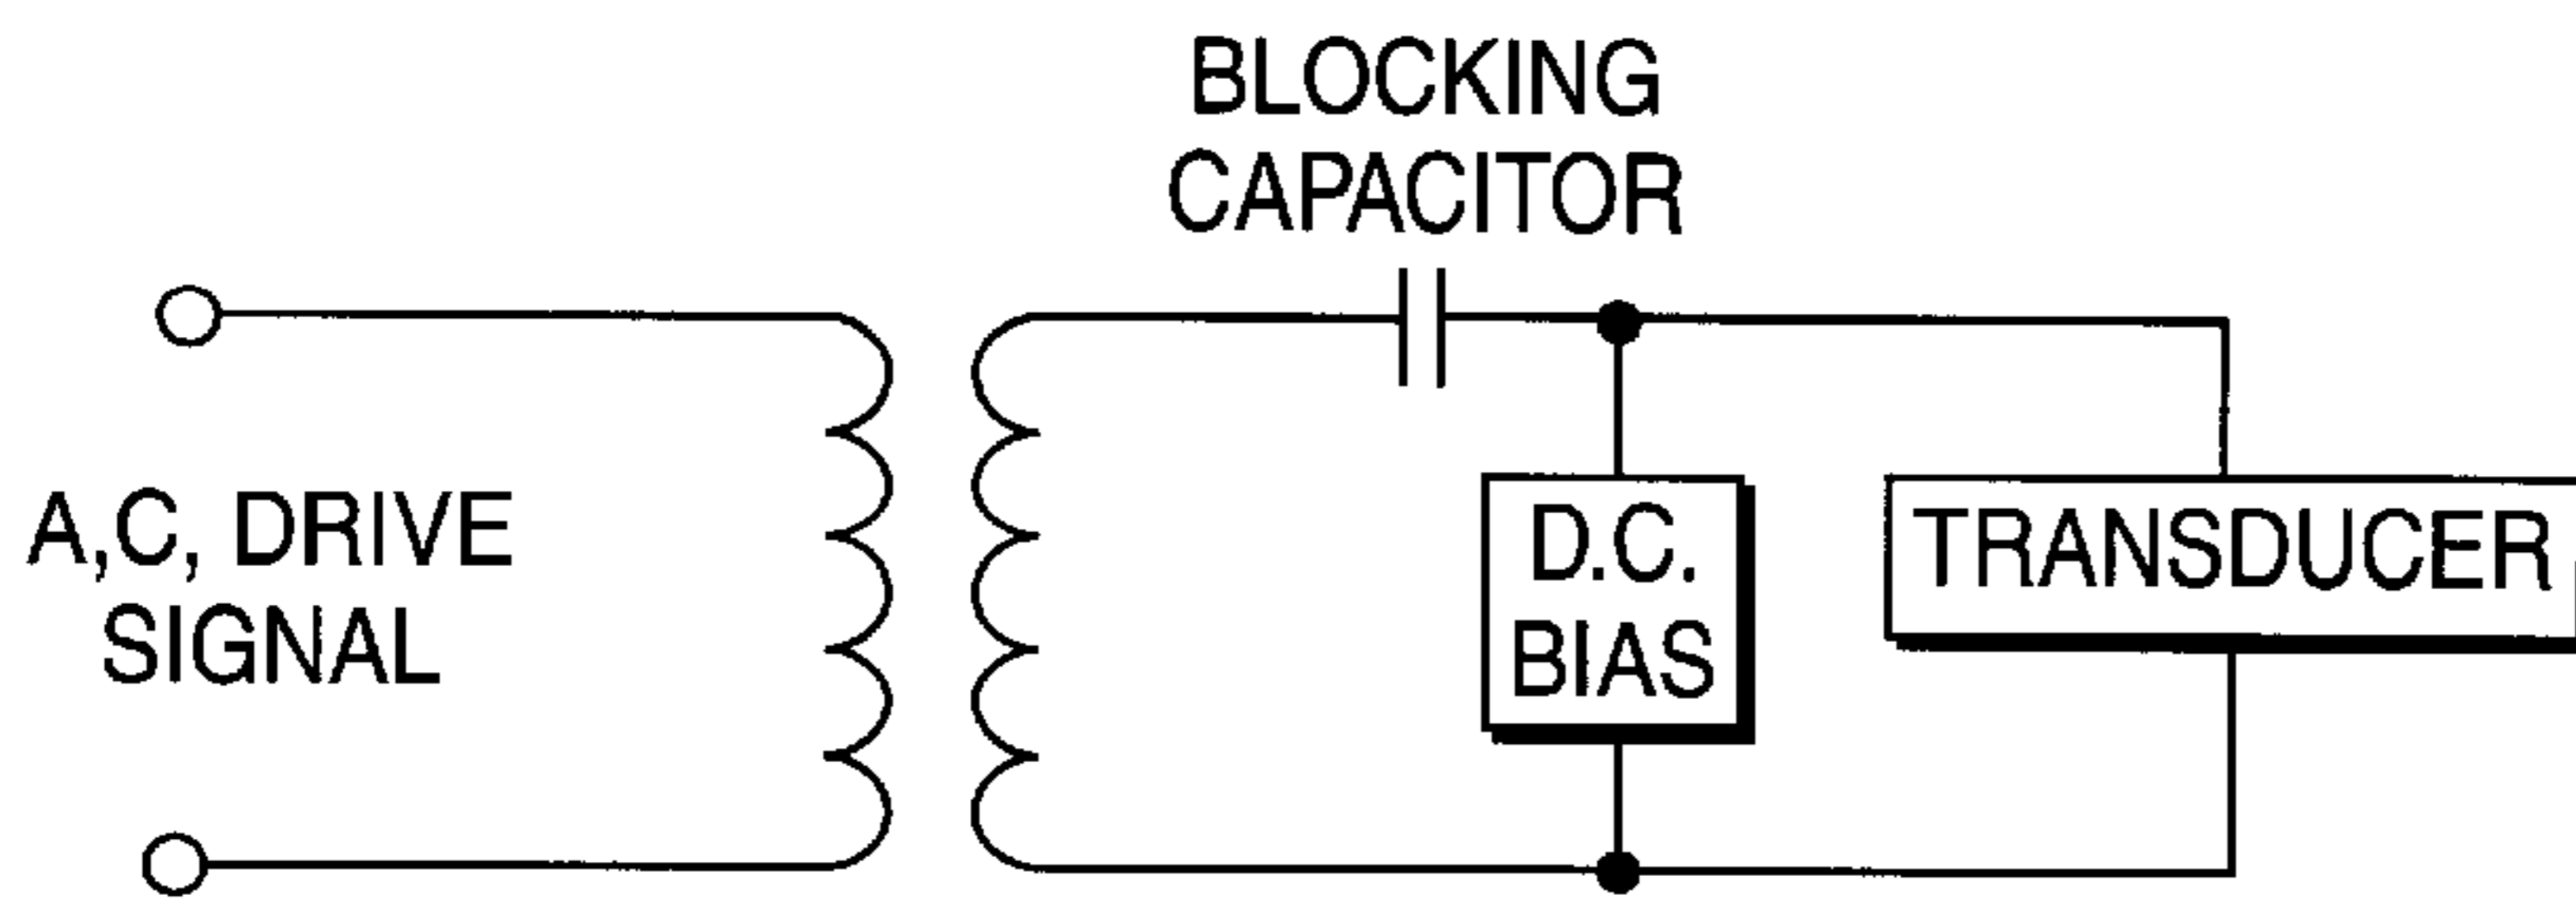 BLOCKING
CAPACITOR
A,C, DRIVE
SIGNAL
D.C.
BIAS
TRANSDUCER